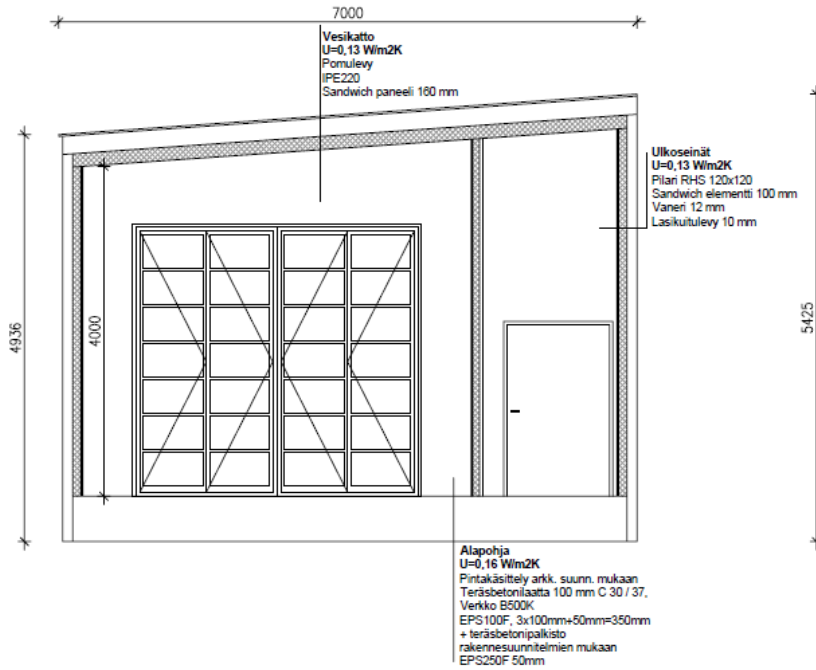 7000
Vesikatto
U=0,13 W/m2K
Pomulevy
IPE220
Sandwich paneeli 160 mm
Ulkoseinät
U=0,13 W/m2K
Pilari RHS 120x120
Sandwich elementti 100 mm
Vaneri 12 mm
Lasikuitulevy 10 mm
4936
4000
5425
Alapohja
U=0,16 W/m2K
Pintakäsittely arkk. suunn. mukaan
Teräsbetonilaatta 100 mm C 30 / 37,
Verkko B500K
EPS100F, 3x100mm+50mm=350mm
+ teräsbetonipalkisto
rakennesuunnitelmien mukaan
EPS250F 50mm